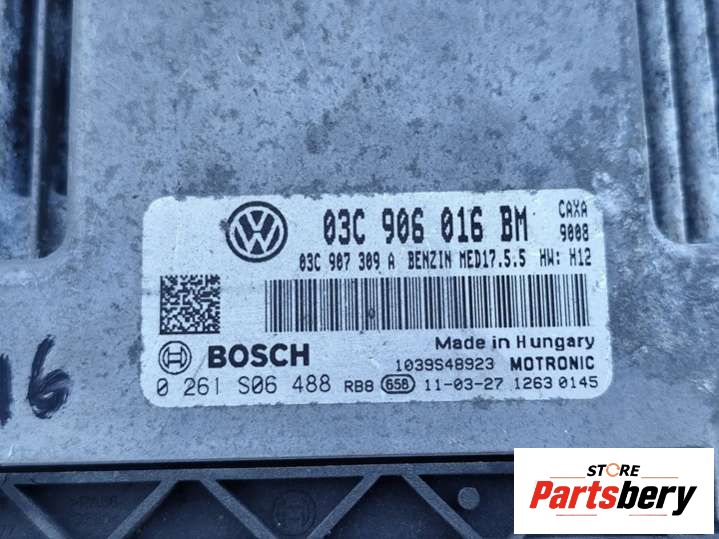 03C 906 016 BM CAXA
9008
03C 907 309 A BENZIN MED17.5.5 HW: H12
Made in Hungary
BOSCH 1039S48923 MOTRONIC
0 261 S06 488 RB8 658 11-03-27 1263 0145
16
STORE
Partsbery